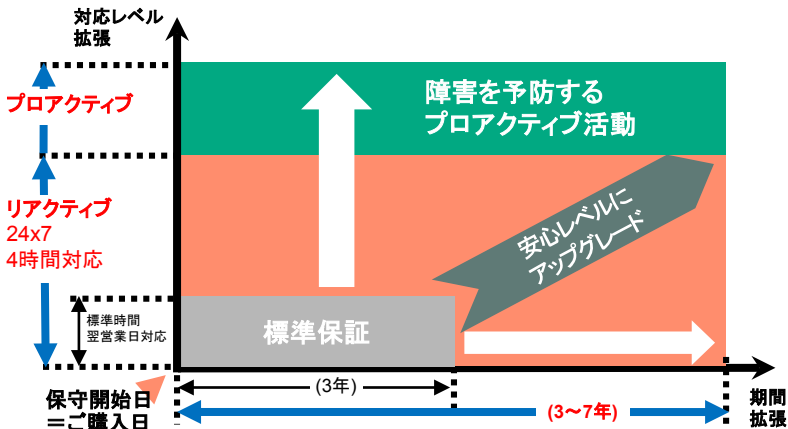 対応レベル
拡張
プロアクティブ
障害を予防する
プロアクティブ活動
リアクティブ
24x7
4時間対応
安心レベルに
アップグレード
標準時間
翌営業日対応
標準保証
保守開始日
＝ご購入日
(3年)
(3～7年)
期間
拡張